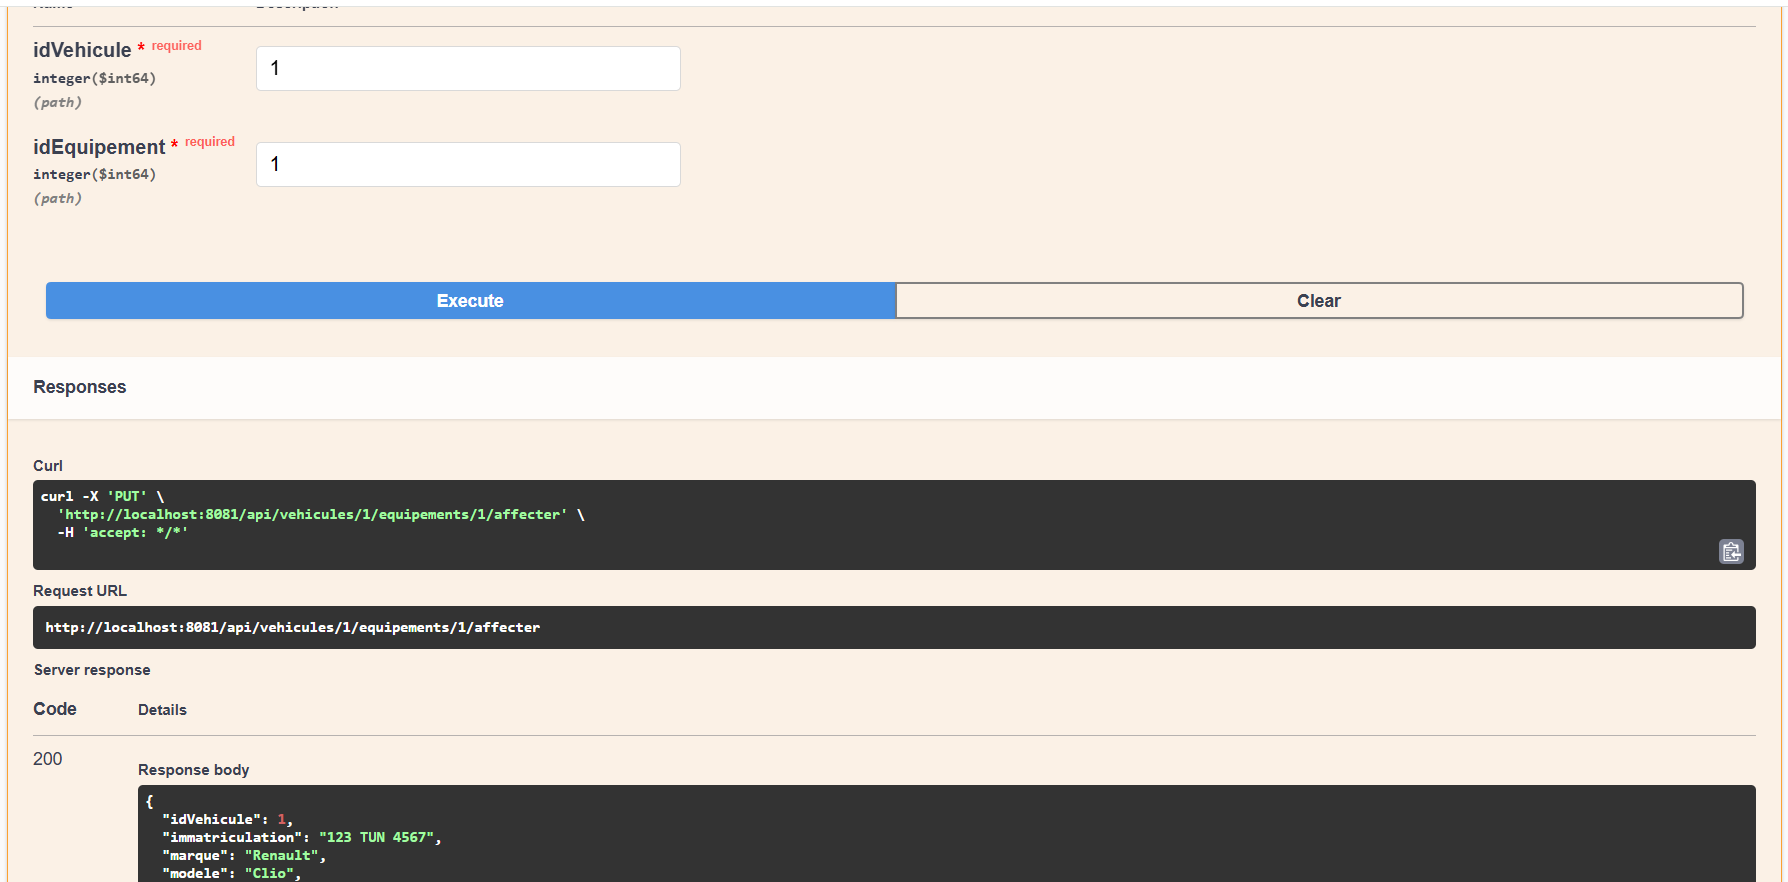 idVehicule * required
integer($int64)
(path)
1
idEquipement * required
integer($int64)
(path)
1
Execute
Clear
Responses
Curl
curl -X 'PUT' \
'http://localhost:8081/api/vehicules/1/equipements/1/affecter' \
-H 'accept: */*'
Request URL
http://localhost:8081/api/vehicules/1/equipements/1/affecter
Server response
Code Details
200
Response body
{
"idVehicule": 1,
"immatriculation": "123 TUN 4567",
"marque": "Renault",
"modele": "Clio",